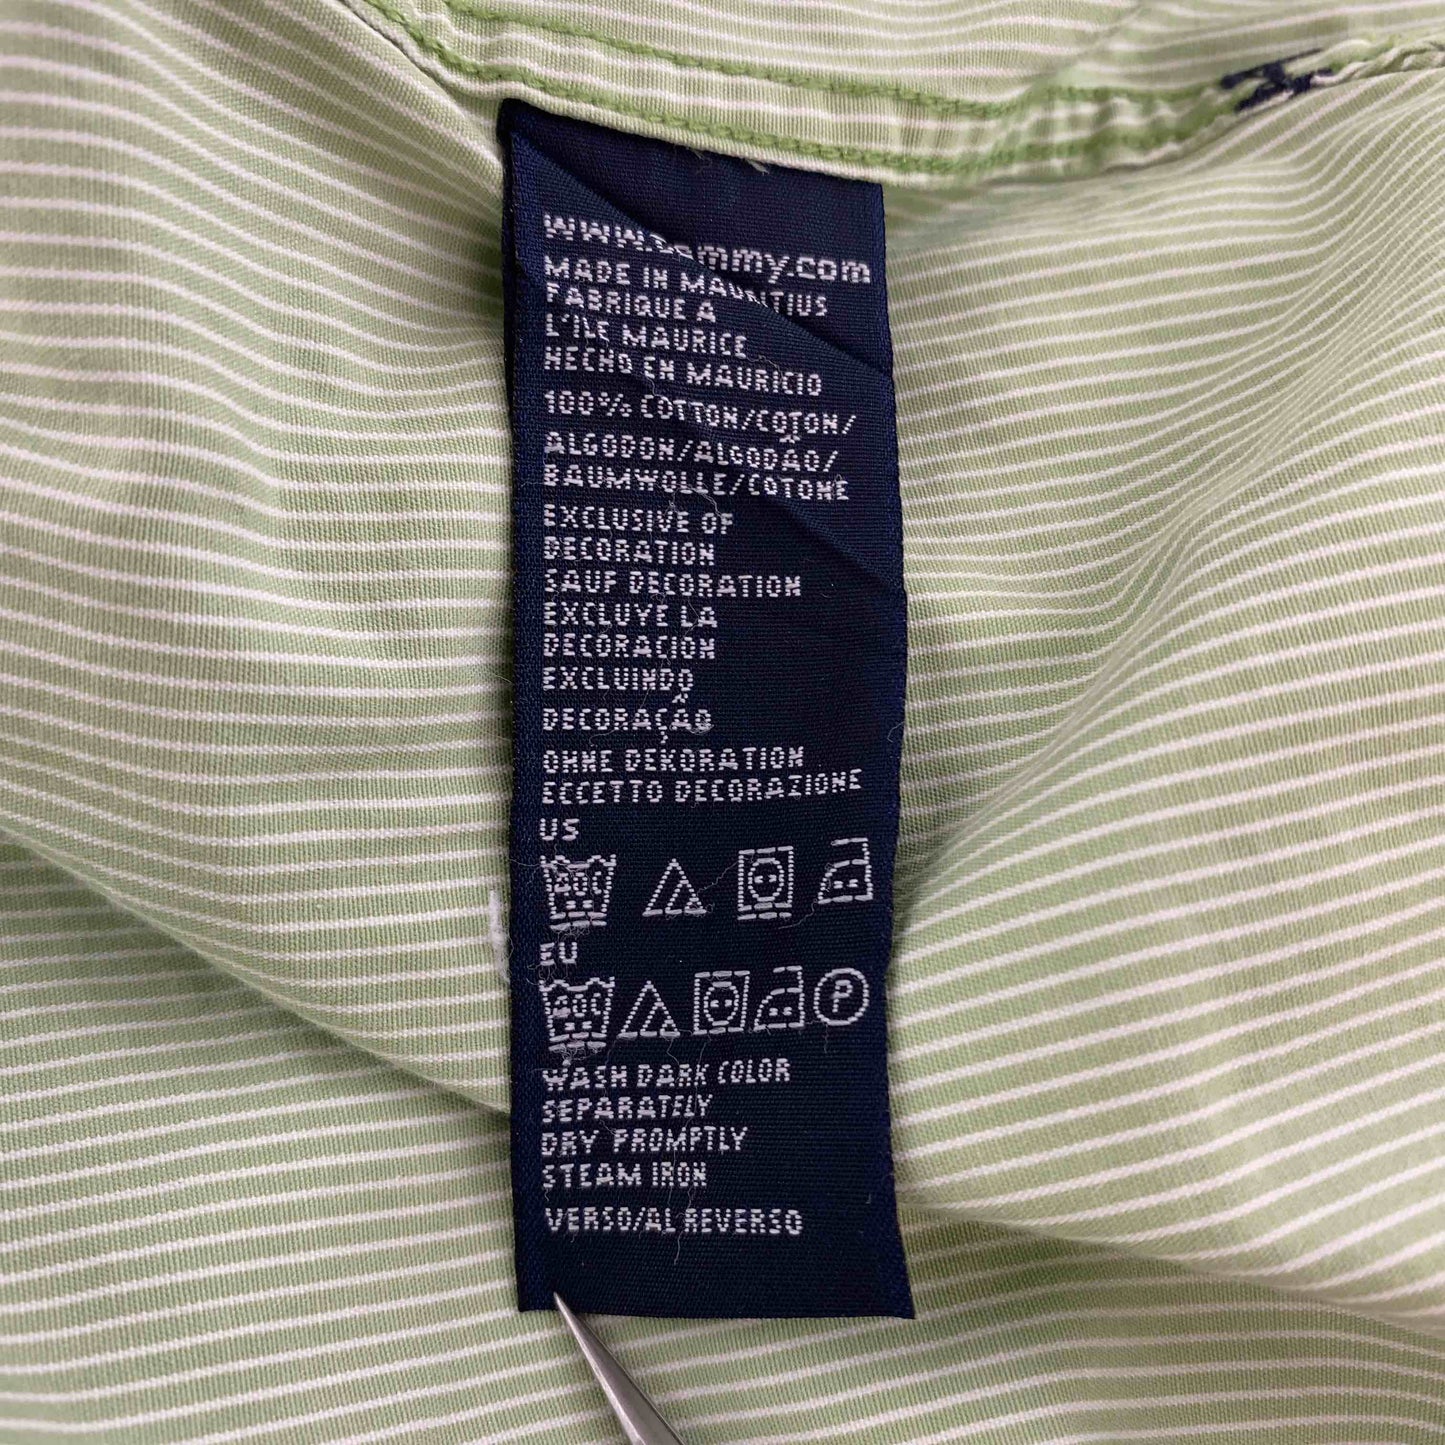 www.tommy.com
MADE IN MAURITIUS
FABRIQUE A
L'ILE MAURICE
HECHO EN MAURICIO
100% COTTON/COTON/
ALGODON/ALGODÃO/
BAUMWOLLE/COTONE
EXCLUSIVE OF
DECORATION
SAUF DECORATION
EXCLUYE LA
DECORACION
EXCLUINDO
DECORAÇÃO
OHNE DEKORATION
ECCETTO DECORAZIONE
US
40C
EU
40C P
WASH DARK COLOR
SEPARATELY
DRY PROMPTLY
STEAM IRON
VERSO/AL REVERSO